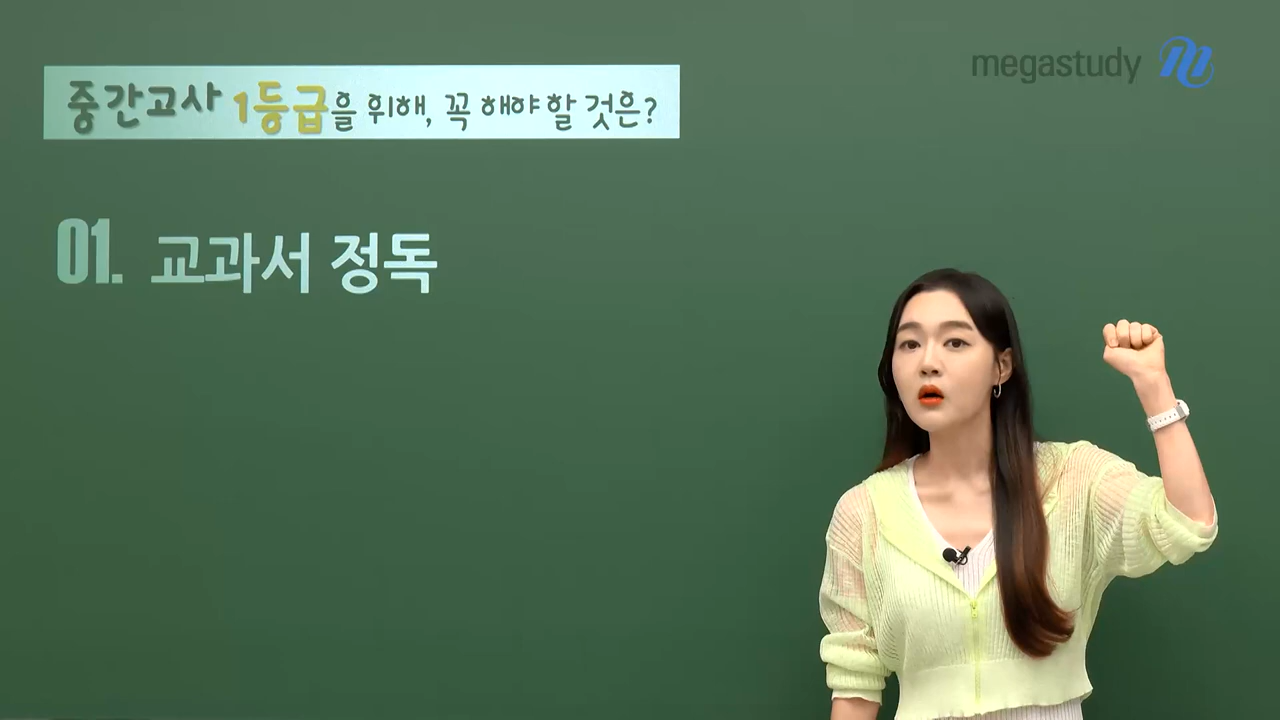 megastudy
중간고사 1등급을 위해, 꼭 해야 할 것은?
01. 교과서 정독